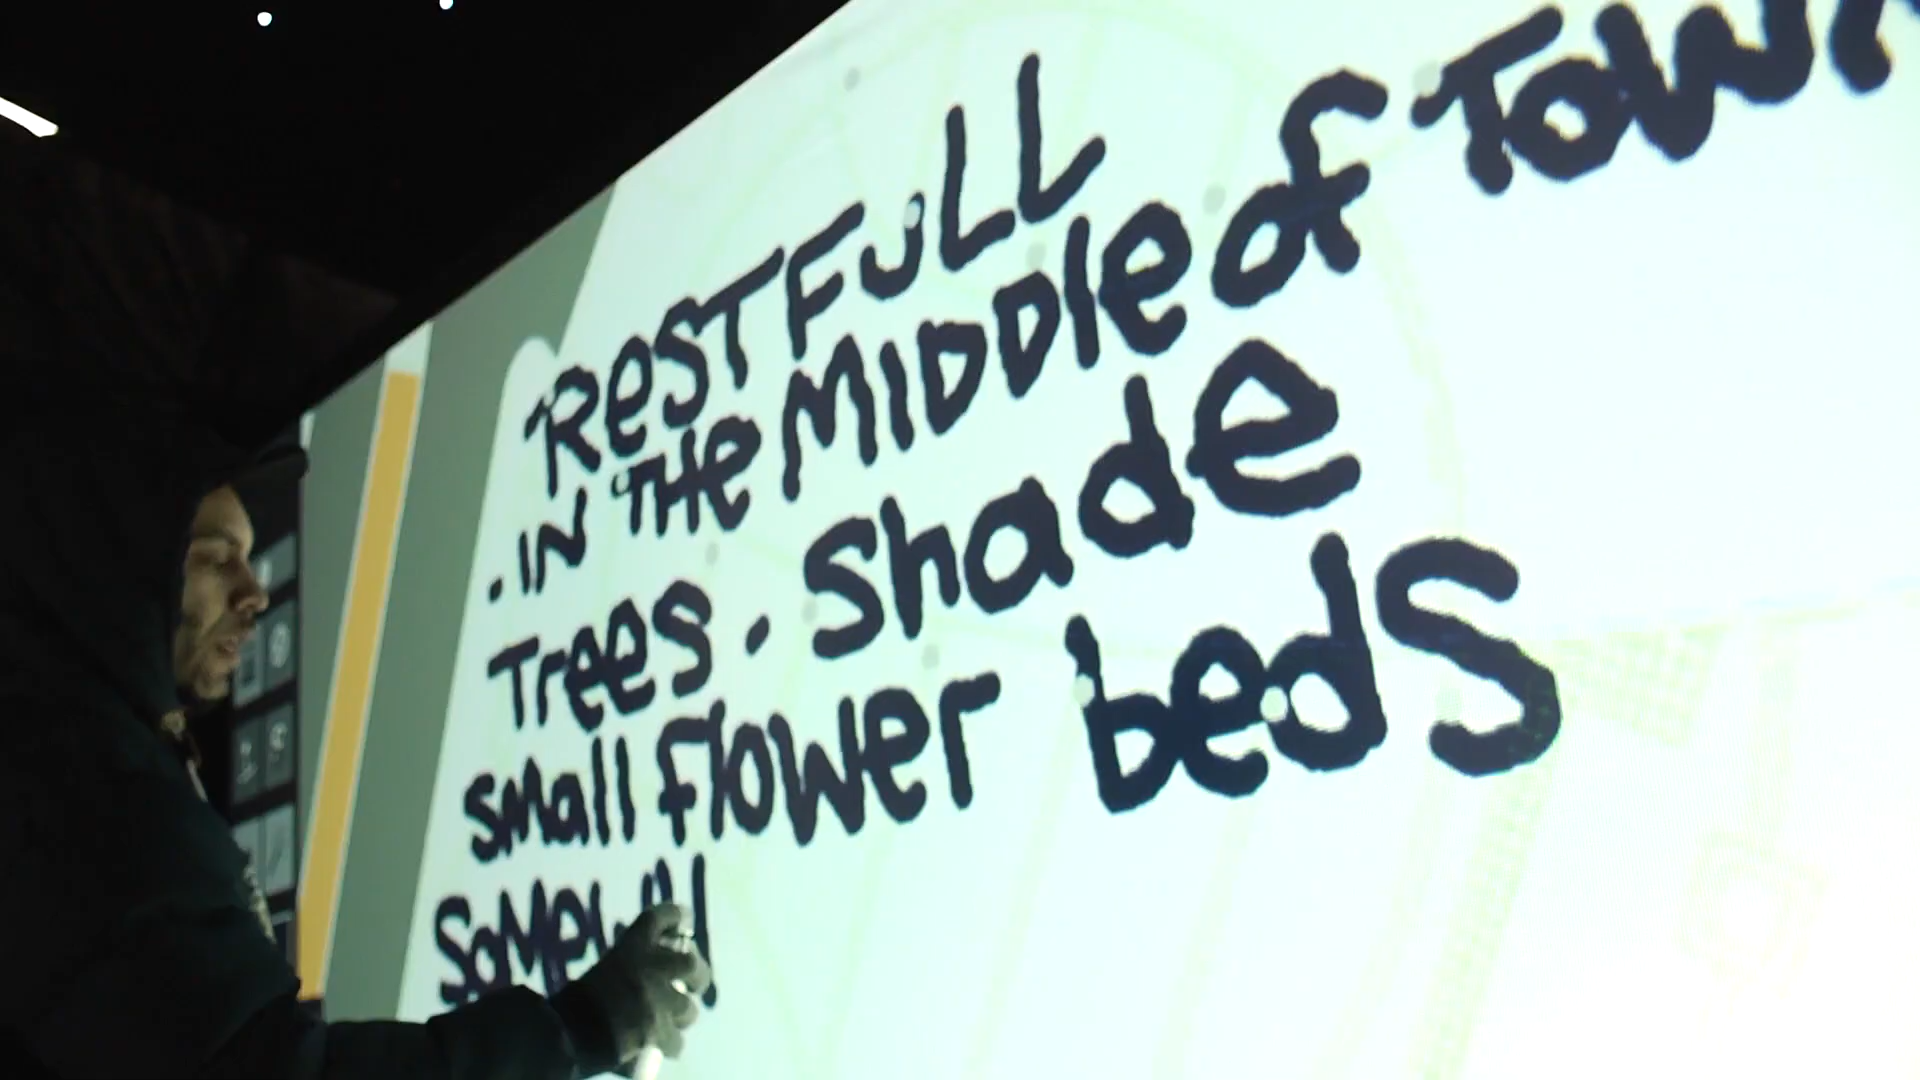 ReSTFuLL
. IN THe MIDDle of TOWN
Trees. Shade
small flower beds